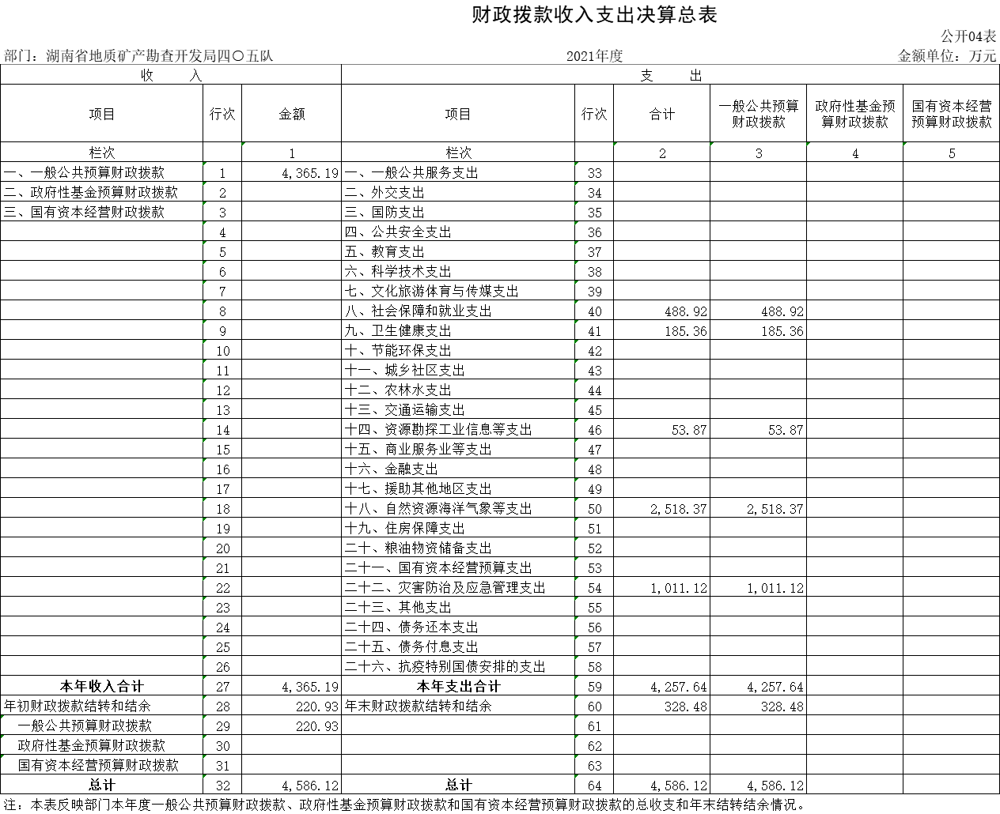 财政拨款收入支出决算总表
公开04表
部门：湖南省地质矿产勘查开发局四〇五队 2021年度 金额单位：万元
收 入 支 出
项目 行次 金额 项目 行次 合计 一般公共预算财政拨款 政府性基金预算财政拨款 国有资本经营预算财政拨款
栏次 1 栏次 2 3 4 5
一、一般公共预算财政拨款 1 4,365.19 一、一般公共服务支出 33
二、政府性基金预算财政拨款 2 二、外交支出 34
三、国有资本经营财政拨款 3 三、国防支出 35
4 四、公共安全支出 36
5 五、教育支出 37
6 六、科学技术支出 38
7 七、文化旅游体育与传媒支出 39
8 八、社会保障和就业支出 40 488.92 488.92
9 九、卫生健康支出 41 185.36 185.36
10 十、节能环保支出 42
11 十一、城乡社区支出 43
12 十二、农林水支出 44
13 十三、交通运输支出 45
14 十四、资源勘探工业信息等支出 46 53.87 53.87
15 十五、商业服务业等支出 47
16 十六、金融支出 48
17 十七、援助其他地区支出 49
18 十八、自然资源海洋气象等支出 50 2,518.37 2,518.37
19 十九、住房保障支出 51
20 二十、粮油物资储备支出 52
21 二十一、国有资本经营预算支出 53
22 二十二、灾害防治及应急管理支出 54 1,011.12 1,011.12
23 二十三、其他支出 55
24 二十四、债务还本支出 56
25 二十五、债务付息支出 57
26 二十六、抗疫特别国债安排的支出 58
本年收入合计 27 4,365.19 本年支出合计 59 4,257.64 4,257.64
年初财政拨款结转和结余 28 220.93 年末财政拨款结转和结余 60 328.48 328.48
一般公共预算财政拨款 29 220.93 61
政府性基金预算财政拨款 30 62
国有资本经营预算财政拨款 31 63
总计 32 4,586.12 总计 64 4,586.12 4,586.12
注：本表反映部门本年度一般公共预算财政拨款、政府性基金预算财政拨款和国有资本经营预算财政拨款的总收支和年末结转结余情况。